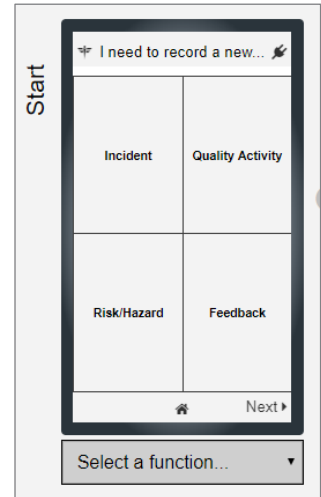 Start
I need to record a new...
Incident
Quality Activity
Risk/Hazard
Feedback
Next
Select a function...